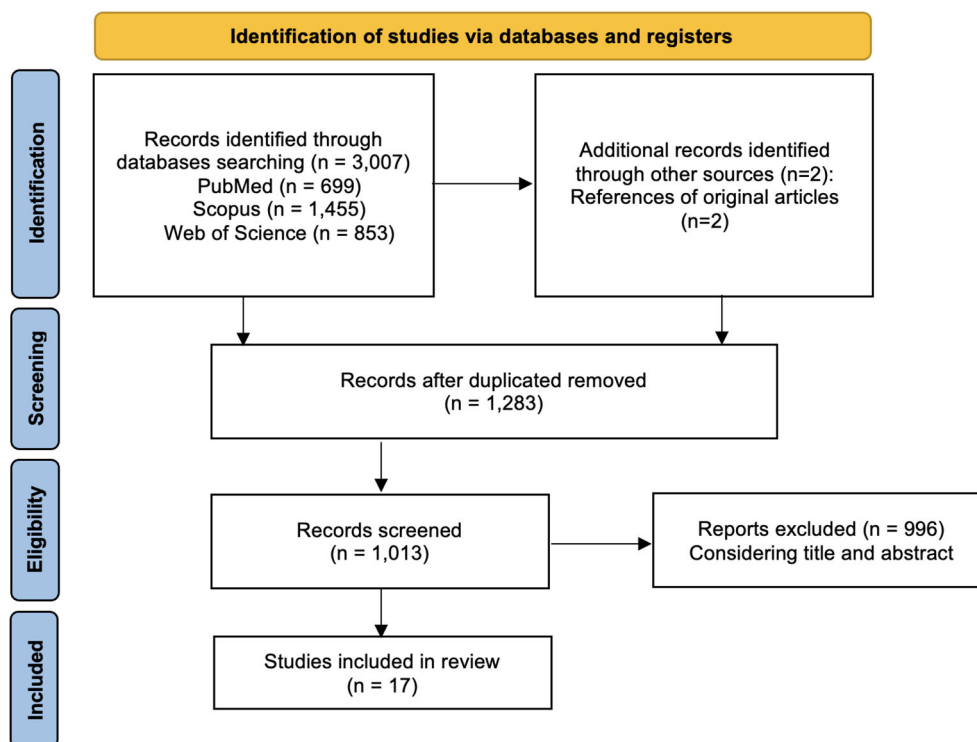 Identification of studies via databases and registers
Identification
Records identified through
databases searching (n = 3,007)
PubMed (n = 699)
Scopus (n = 1,455)
Web of Science (n = 853)
Additional records identified
through other sources (n=2):
References of original articles
(n=2)
Screening
Records after duplicated removed
(n = 1,283)
Eligibility
Records screened
(n = 1,013)
Reports excluded (n = 996)
Considering title and abstract
Included
Studies included in review
(n = 17)